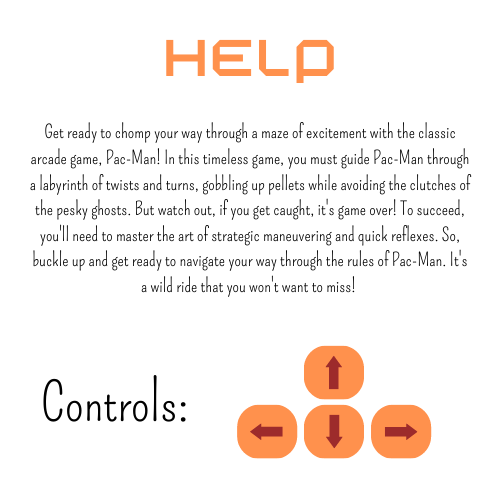 HELP
Get ready to chomp your way through a maze of excitement with the classic
arcade game, Pac-Man! In this timeless game, you must guide Pac-Man through
a labyrinth of twists and turns, gobbling up pellets while avoiding the clutches of
the pesky ghosts. But watch out, if you get caught, it's game over! To succeed,
you'll need to master the art of strategic maneuvering and quick reflexes. So,
buckle up and get ready to navigate your way through the rules of Pac-Man. It's
a wild ride that you won't want to miss!
Controls: